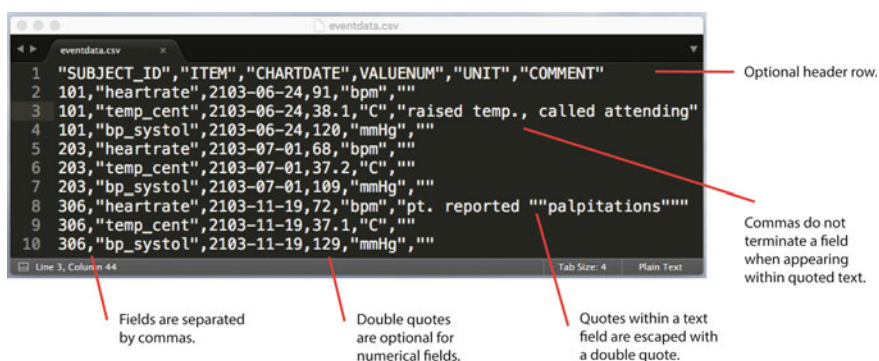 eventdata.csv
eventdata.csv ×
1 "SUBJECT_ID","ITEM","CHARTDATE",VALUENUM","UNIT","COMMENT"
2 101,"heartrate",2103-06-24,91,"bpm",""
3 101,"temp_cent",2103-06-24,38.1,"C","raised temp., called attending"
4 101,"bp_systol",2103-06-24,120,"mmHg",""
5 203,"heartrate",2103-07-01,68,"bpm",""
6 203,"temp_cent",2103-07-01,37.2,"C",""
7 203,"bp_systol",2103-07-01,109,"mmHg",""
8 306,"heartrate",2103-11-19,72,"bpm","pt. reported ""palpitations"""
9 306,"temp_cent",2103-11-19,37.1,"C",""
10 306,"bp_systol",2103-11-19,129,"mmHg",""
Line 3, Column 44 Tab Size: 4 Plain Text
Optional header row.
Commas do not
terminate a field
when appearing
within quoted text.
Fields are separated
by commas.
Double quotes
are optional for
numerical fields.
Quotes within a text
field are escaped with
a double quote.